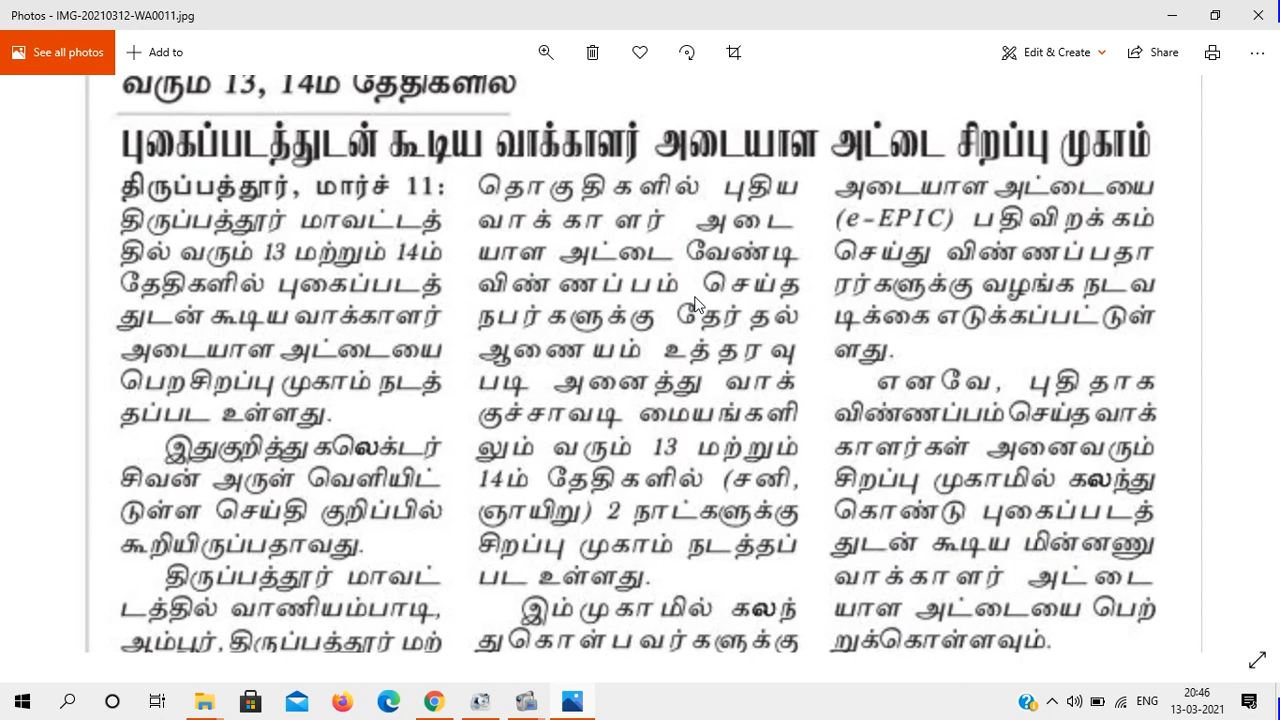 Photos - IMG-20210312-WA0011.jpg
See all photos
Add to
Edit & Create
Share
வரும் 13, 14ம் தேதிகளில்
புகைப்படத்துடன் கூடிய வாக்காளர் அடையாள அட்டை சிறப்பு முகாம்
திருப்பத்தூர், மார்ச் 11:
திருப்பத்தூர் மாவட்டத்
தில் வரும் 13 மற்றும் 14ம்
தேதிகளில் புகைப்படத்
துடன் கூடிய வாக்காளர்
அடையாள அட்டையை
பெற சிறப்பு முகாம் நடத்
தப்பட உள்ளது.
இதுகுறித்து கலெக்டர்
சிவன் அருள் வெளியிட்
டுள்ள செய்தி குறிப்பில்
கூறியிருப்பதாவது.
திருப்பத்தூர் மாவட்
டத்தில் வாணியம்பாடி,
ஆம்பூர், திருப்பத்தூர் மற்
தொகுதிகளில் புதிய
வாக்காளர் அடை
யாள அட்டை வேண்டி
விண்ணப்பம் செய்த
நபர்களுக்கு தேர்தல்
ஆணையம் உத்தரவு
படி அனைத்து வாக்
குச்சாவடி மையங்களி
லும் வரும் 13 மற்றும்
14ம் தேதிகளில் (சனி,
ஞாயிறு) 2 நாட்களுக்கு
சிறப்பு முகாம் நடத்தப்
பட உள்ளது.
இம்முகாமில் கலந்
துகொள்பவர்களுக்கு
அடையாள அட்டையை
(e-EPIC) பதிவிறக்கம்
செய்து விண்ணப்பதா
ரர்களுக்கு வழங்க நடவ
டிக்கை எடுக்கப்பட்டுள்
ளது.
எனவே, புதிதாக
விண்ணப்பம் செய்த வாக்
காளர்கள் அனைவரும்
சிறப்பு முகாமில் கலந்து
கொண்டு புகைப்படத்
துடன் கூடிய மின்னணு
வாக்காளர் அட்டை
யாள அட்டையை பெற்
றுக்கொள்ளவும்.
ENG
20:46
13-03-2021